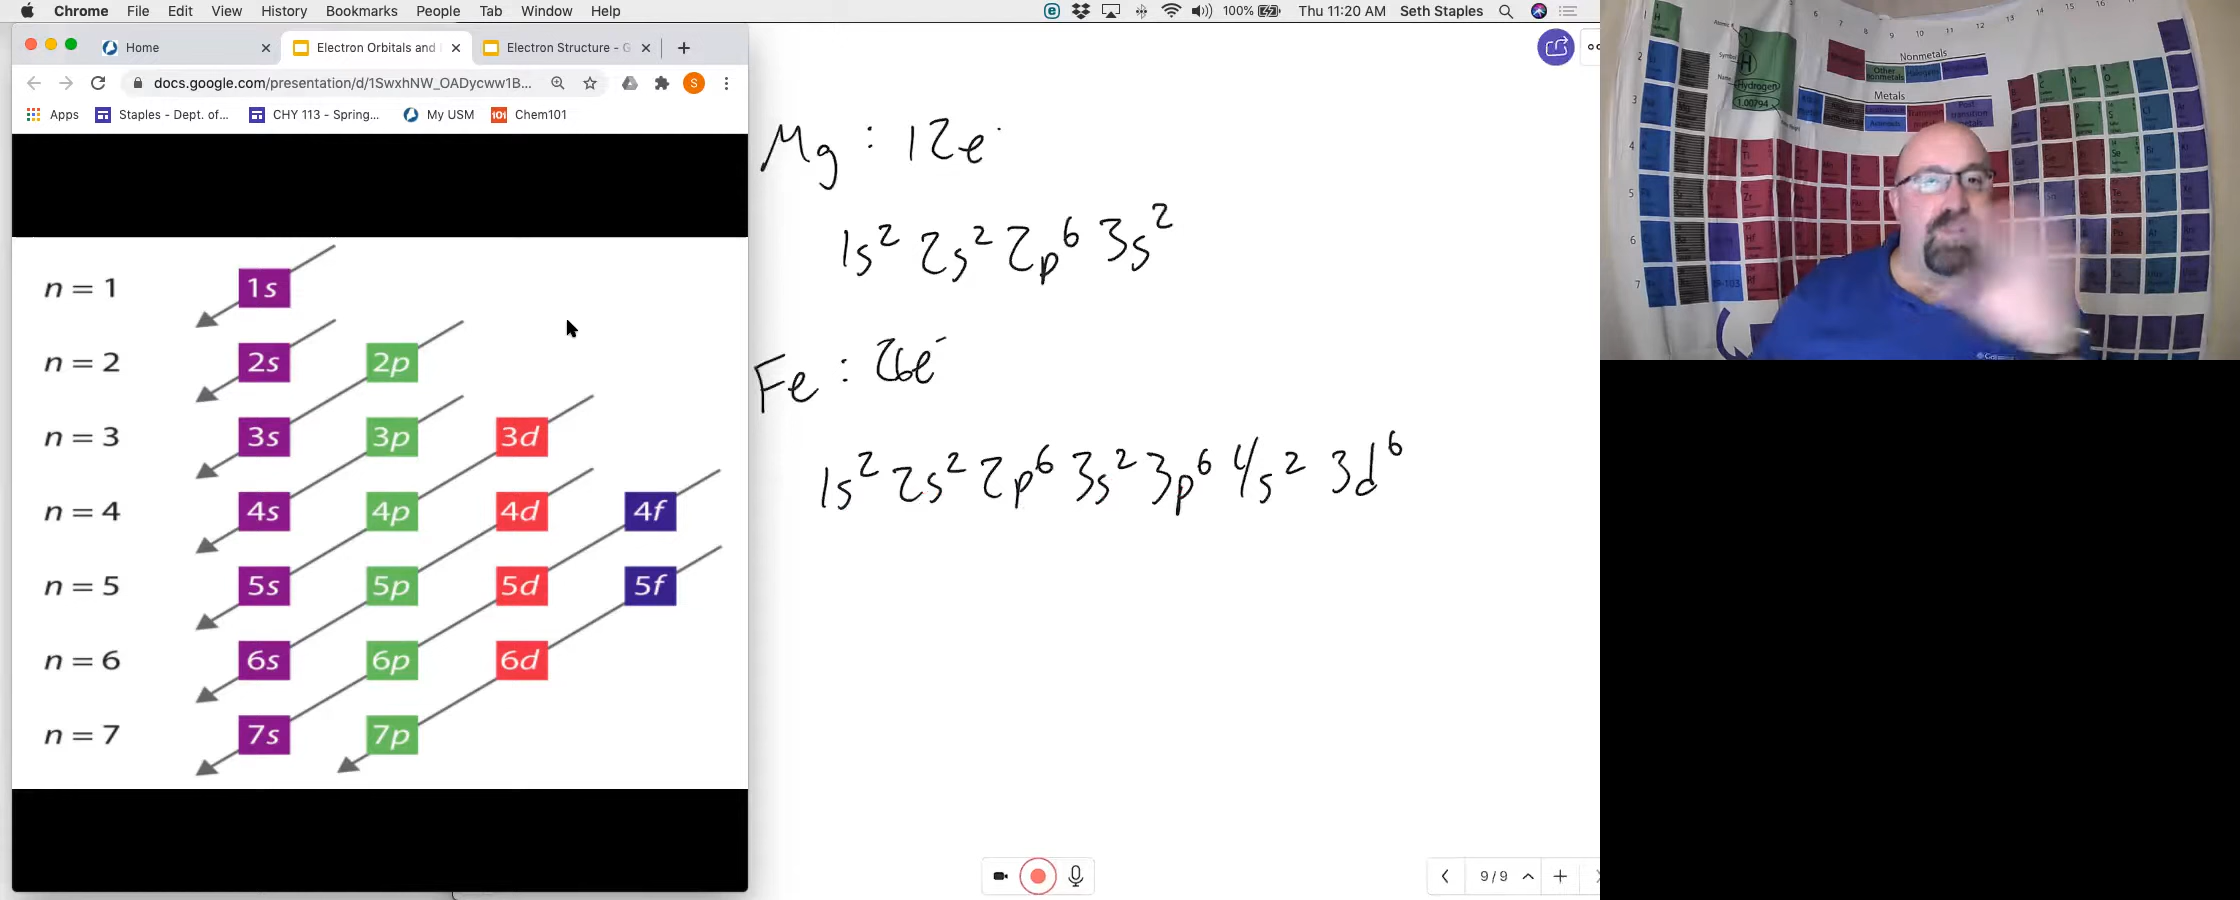 Chrome File Edit View History Bookmarks People Tab Window Help 100% Thu 11:20 AM Seth Staples
Home Electron Orbitals and Electron Structure - G
docs.google.com/presentation/d/1SwxhNW_OADycww1B... S
Apps Staples - Dept. of... CHY 113 - Spring... My USM 101 Chem101
n = 1 1s
n = 2 2s 2p
n = 3 3s 3p 3d
n = 4 4s 4p 4d 4f
n = 5 5s 5p 5d 5f
n = 6 6s 6p 6d
n = 7 7s 7p
Mg : 12e⁻
1s² 2s² 2p⁶ 3s²
Fe : 26e⁻
1s² 2s² 2p⁶ 3s² 3p⁶ 4s² 3d⁶
9/9
Nonmetals
Metals
H
Hydrogen
1.00794